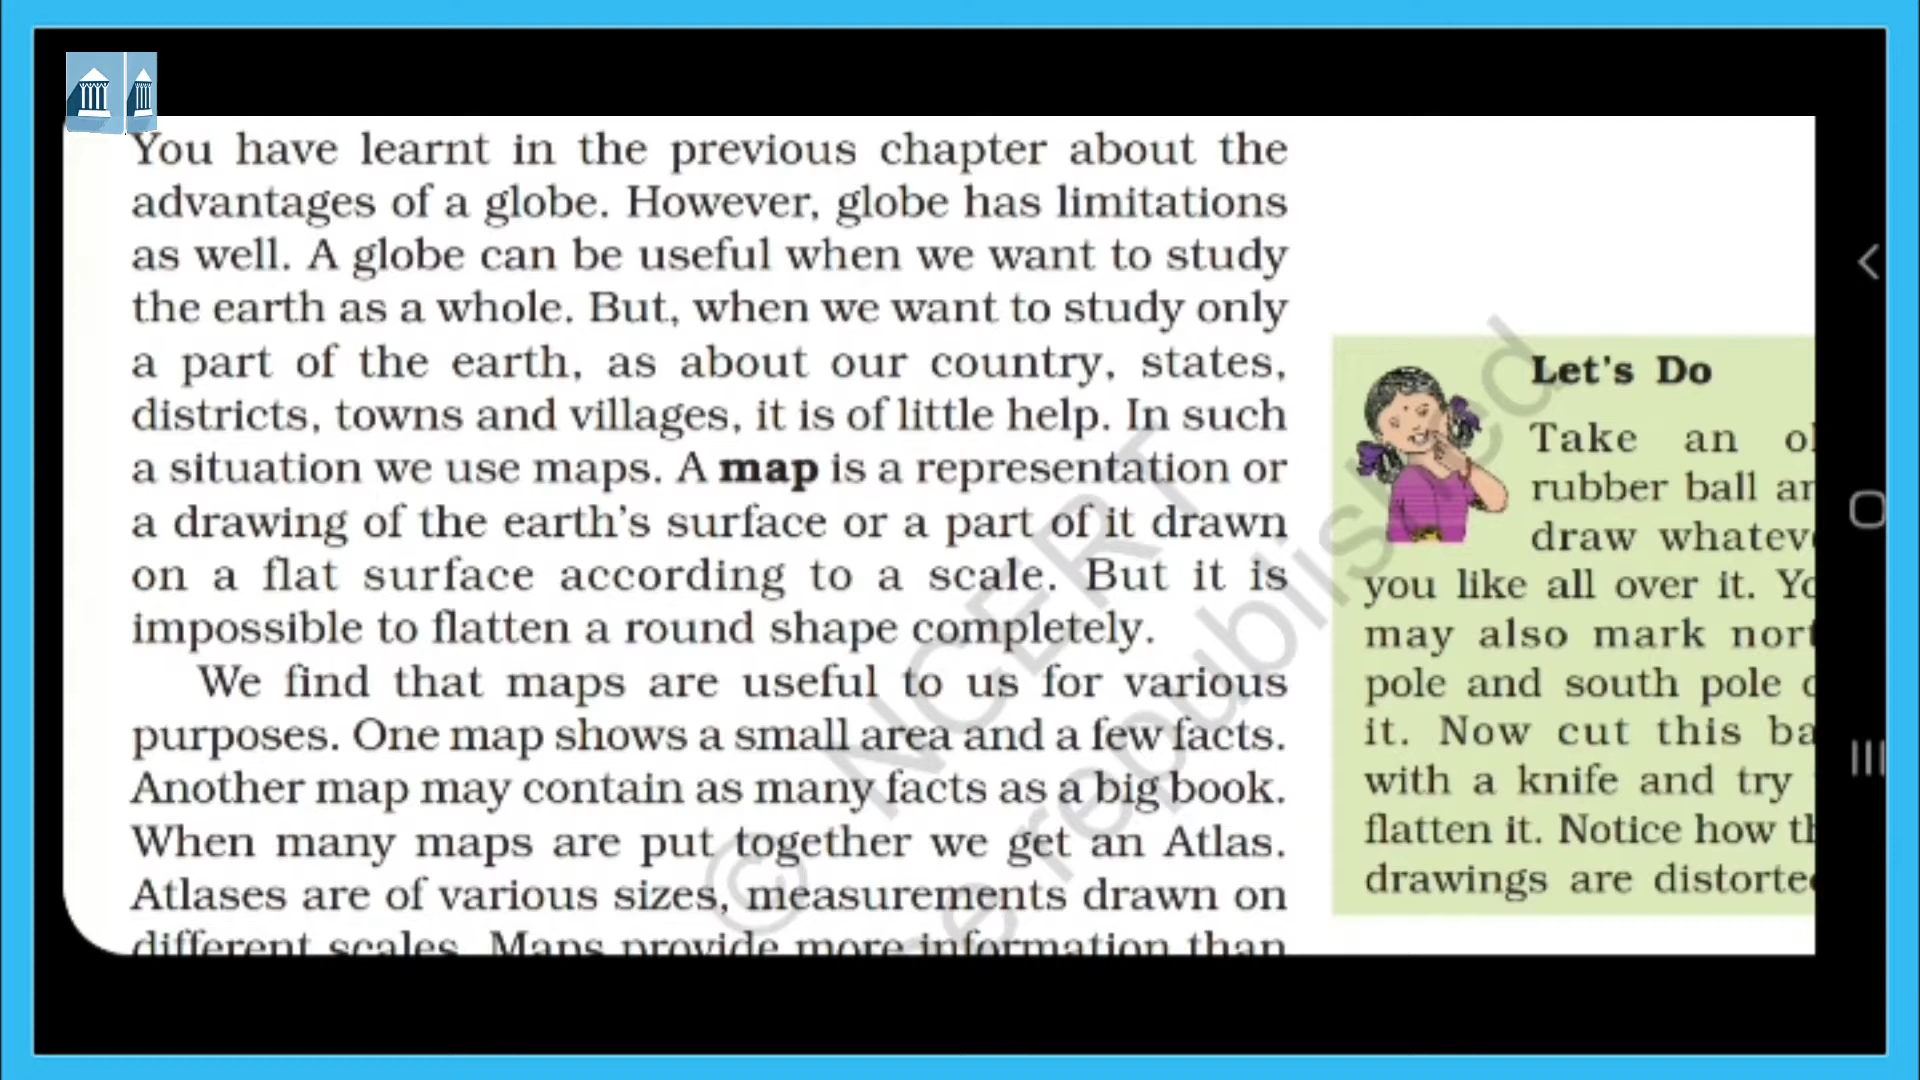 You have learnt in the previous chapter about the
advantages of a globe. However, globe has limitations
as well. A globe can be useful when we want to study
the earth as a whole. But, when we want to study only
a part of the earth, as about our country, states,
districts, towns and villages, it is of little help. In such
a situation we use maps. A map is a representation or
a drawing of the earth's surface or a part of it drawn
on a flat surface according to a scale. But it is
impossible to flatten a round shape completely.
We find that maps are useful to us for various
purposes. One map shows a small area and a few facts.
Another map may contain as many facts as a big book.
When many maps are put together we get an Atlas.
Atlases are of various sizes, measurements drawn on
different scales. Maps provide more information than
Let's Do
Take an
rubber ball
draw
you like all over it.
may also mark
pole and south pole
it. Now cut this
with a knife and try
flatten it. Notice how
drawings are
© NCERT
republished